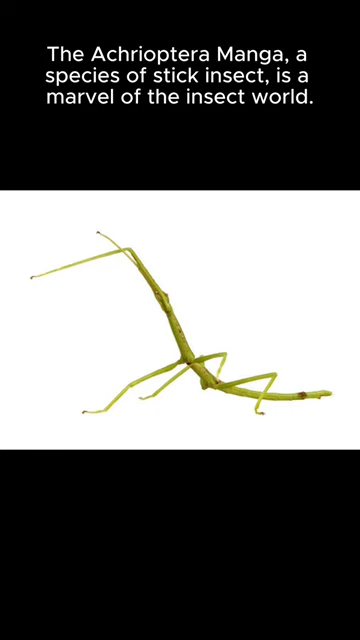 The Achrioptera Manga, a
species of stick insect, is a
marvel of the insect world.